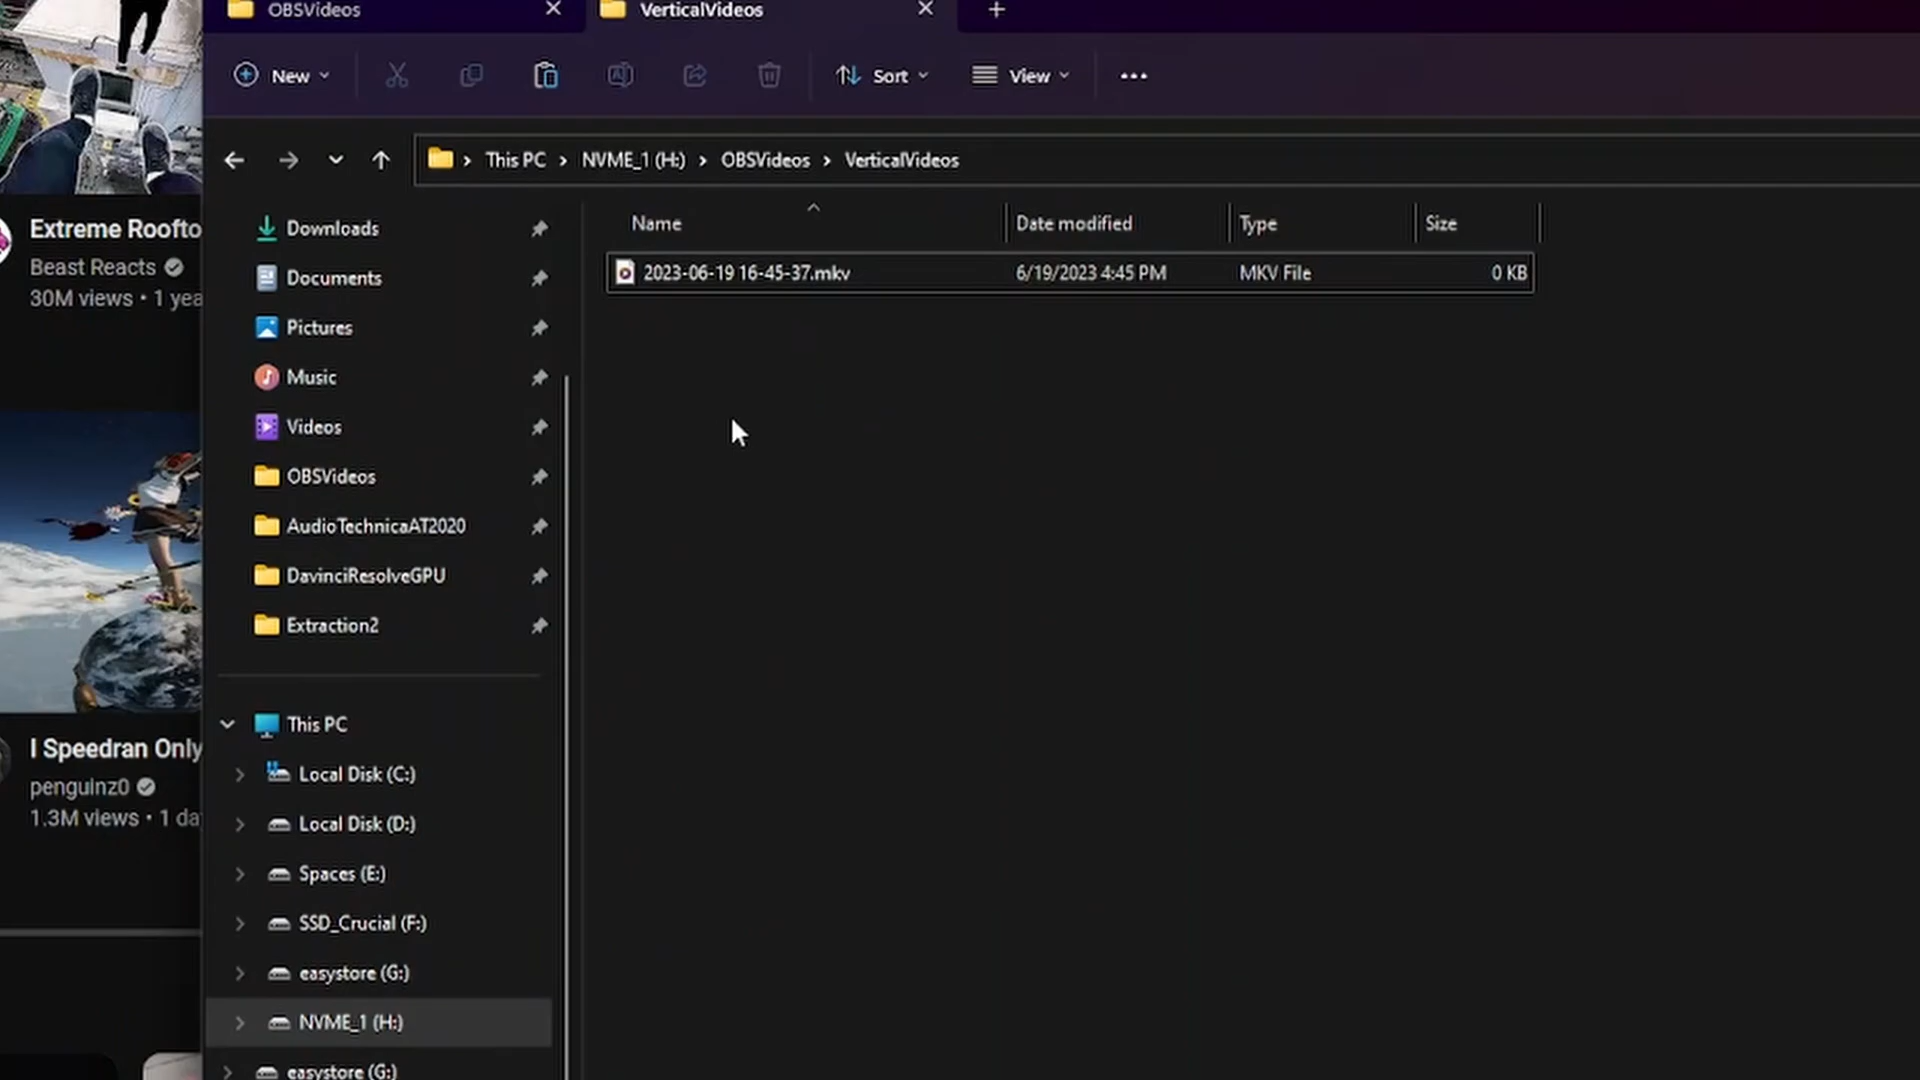 OBSVideos
VerticalVideos
New
Sort
View
This PC > NVME_1 (H:) > OBSVideos > VerticalVideos
Name
Date modified
Type
Size
2023-06-19 16-45-37.mkv
6/19/2023 4:45 PM
MKV File
0 KB
Downloads
Documents
Pictures
Music
Videos
OBSVideos
AudioTechnicaAT2020
DavinciResolveGPU
Extraction2
This PC
Local Disk (C:)
Local Disk (D:)
Spaces (E:)
SSD_Crucial (F:)
easystore (G:)
NVME_1 (H:)
easystore (G:)
Extreme Roofto
Beast Reacts
30M views • 1 yea
I Speedran Only
penguinz0
1.3M views • 1 da